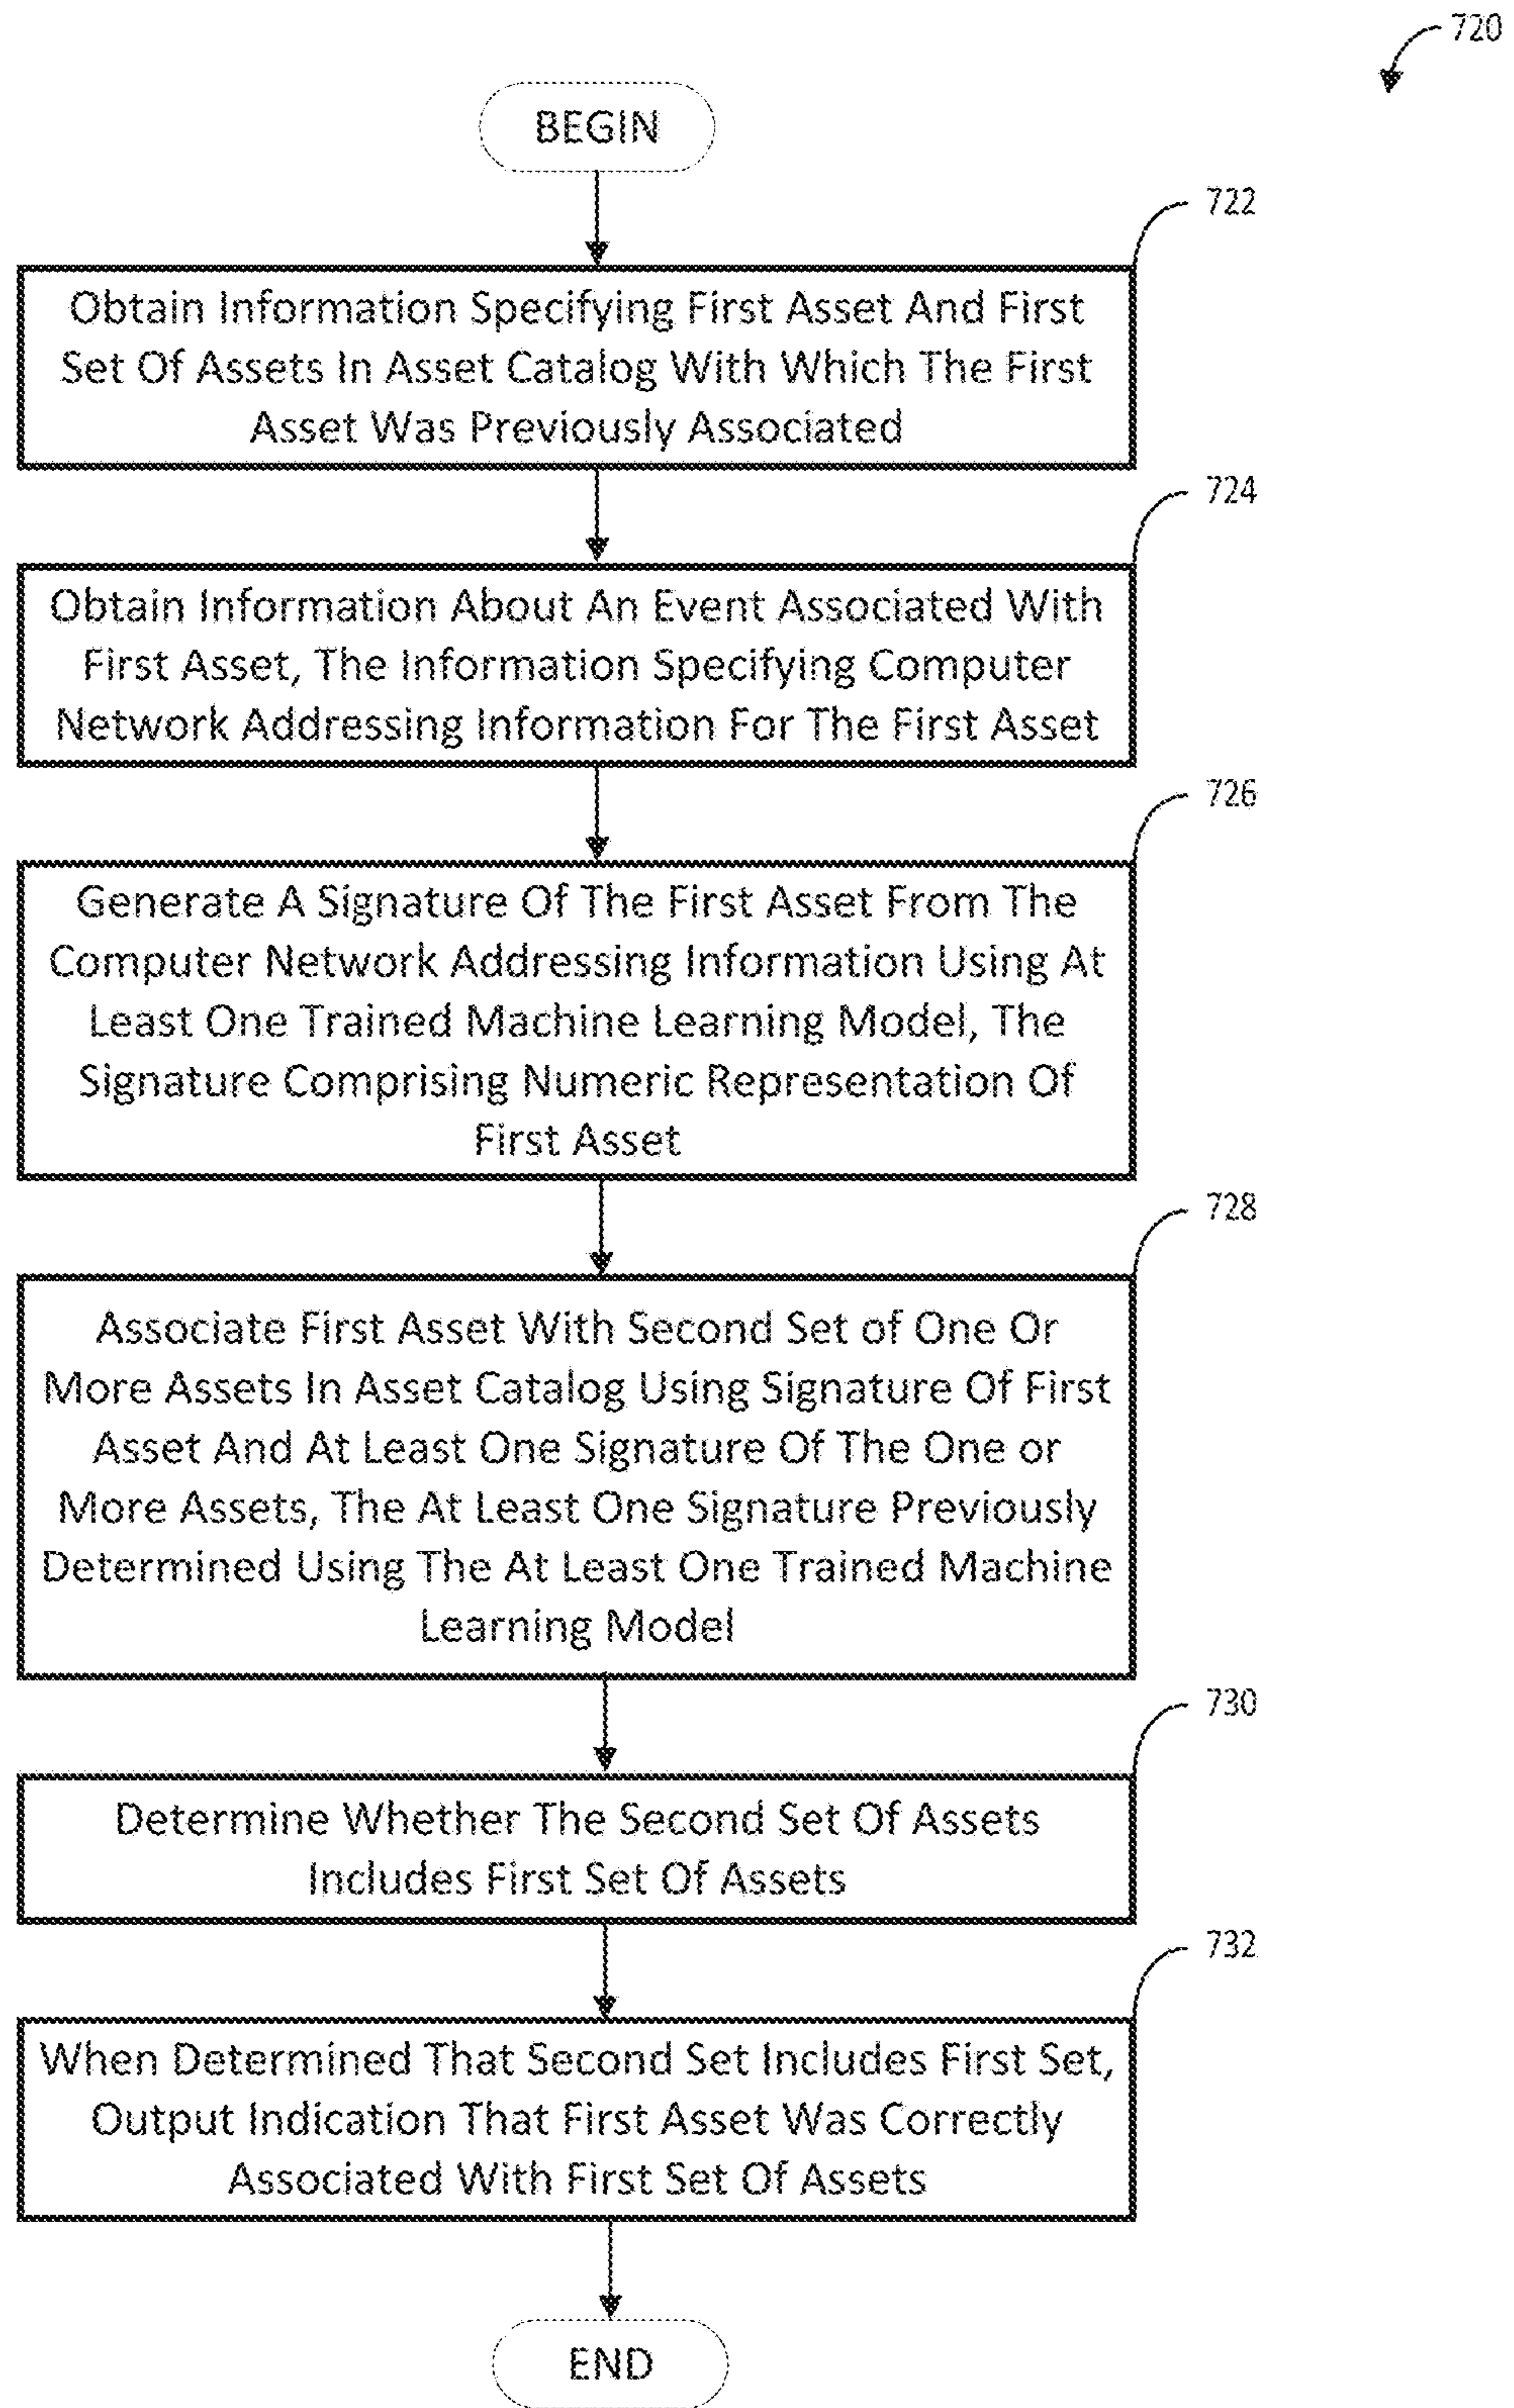 720
BEGIN
722
Obtain Information Specifying First Asset And First
Set Of Assets In Asset Catalog With Which The First
Asset Was Previously Associated
724
Obtain Information About An Event Associated With
First Asset, The Information Specifying Computer
Network Addressing Information For The First Asset
726
Generate A Signature Of The First Asset From The
Computer Network Addressing Information Using At
Least One Trained Machine Learning Model, The
Signature Comprising Numeric Representation Of
First Asset
728
Associate First Asset With Second Set of One Or
More Assets In Asset Catalog Using Signature Of First
Asset And At Least One Signature Of The One or
More Assets, The At Least One Signature Previously
Determined Using The At Least One Trained Machine
Learning Model
730
Determine Whether The Second Set Of Assets
Includes First Set Of Assets
732
When Determined That Second Set Includes First Set,
Output Indication That First Asset Was Correctly
Associated With First Set Of Assets
END